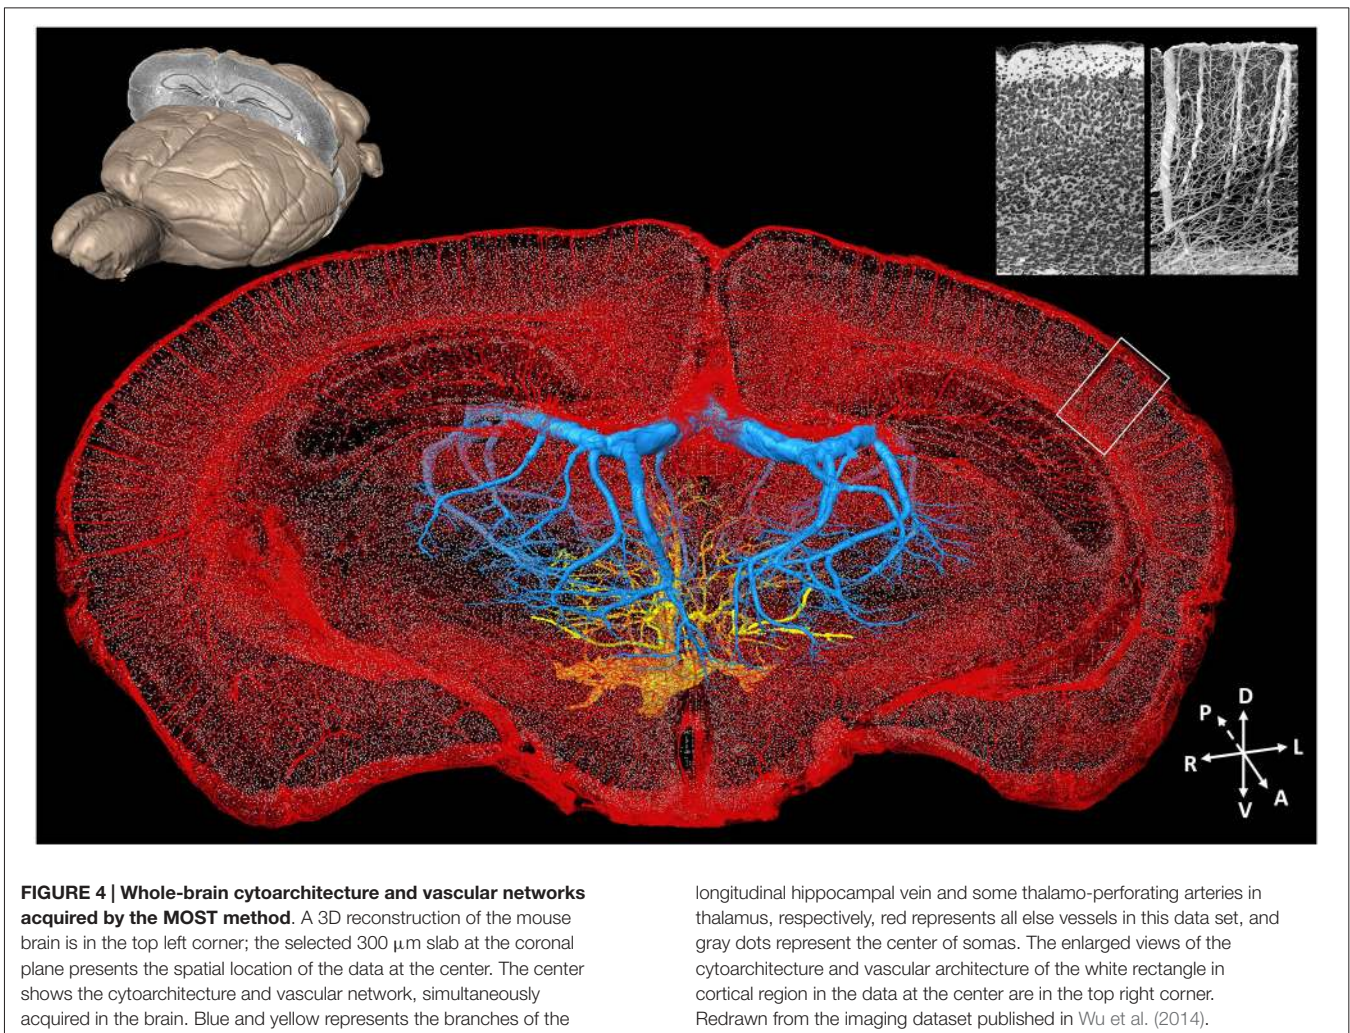 D
P
L
R
A
V
FIGURE 4 | Whole-brain cytoarchitecture and vascular networks
acquired by the MOST method. A 3D reconstruction of the mouse
brain is in the top left corner; the selected 300 μm slab at the coronal
plane presents the spatial location of the data at the center. The center
shows the cytoarchitecture and vascular network, simultaneously
acquired in the brain. Blue and yellow represents the branches of the
longitudinal hippocampal vein and some thalamo-perforating arteries in
thalamus, respectively, red represents all else vessels in this data set, and
gray dots represent the center of somas. The enlarged views of the
cytoarchitecture and vascular architecture of the white rectangle in
cortical region in the data at the center are in the top right corner.
Redrawn from the imaging dataset published in Wu et al. (2014).